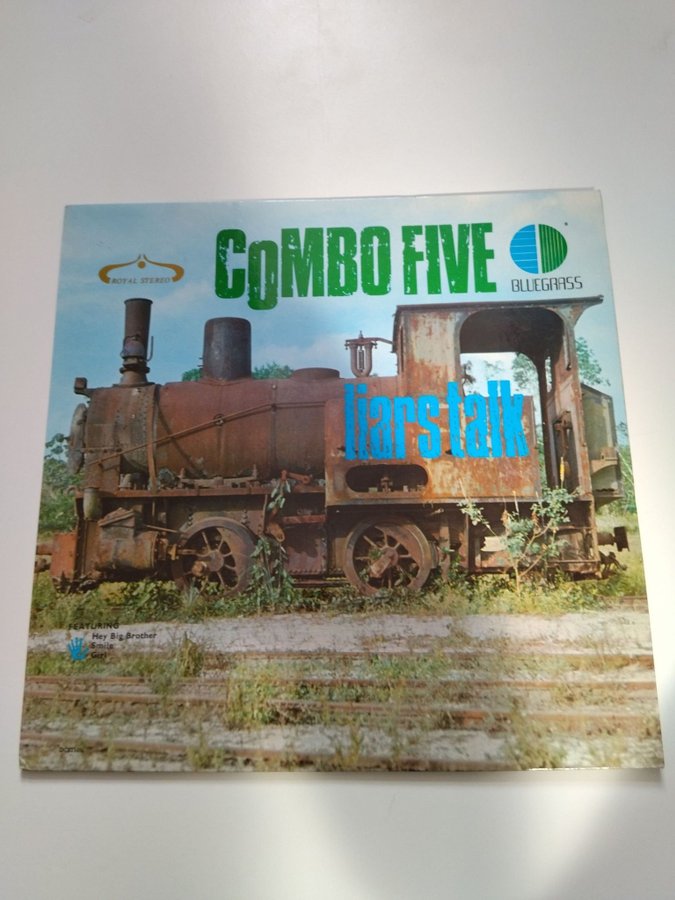 COMBO FIVE
ROYAL STEREO
BLUEGRASS
liars talk
FEATURING
Hey Big Brother
Smile
Girl